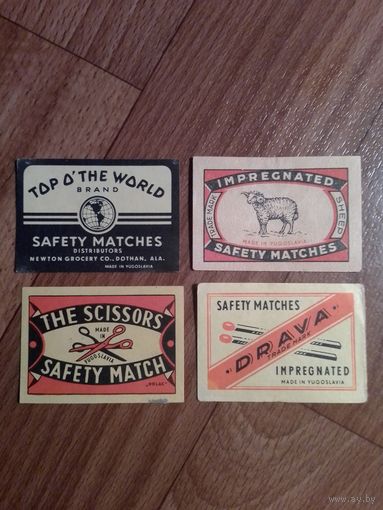 TOP O' THE WORLD
BRAND
SAFETY MATCHES
DISTRIBUTORS
NEWTON GROCERY CO., DOTHAN, ALA.
MADE IN YUGOSLAVIA
IMPREGNATED
TRADE MARK
SHEEP
MADE IN YUGOSLAVIA
SAFETY MATCHES
THE SCISSORS
MADE IN
YUGOSLAVIA
SAFETY MATCH
„DOLAC"
SAFETY MATCHES
DRAVA
TRADE MARK
IMPREGNATED
MADE IN YUGOSLAVIA
www.ay.by